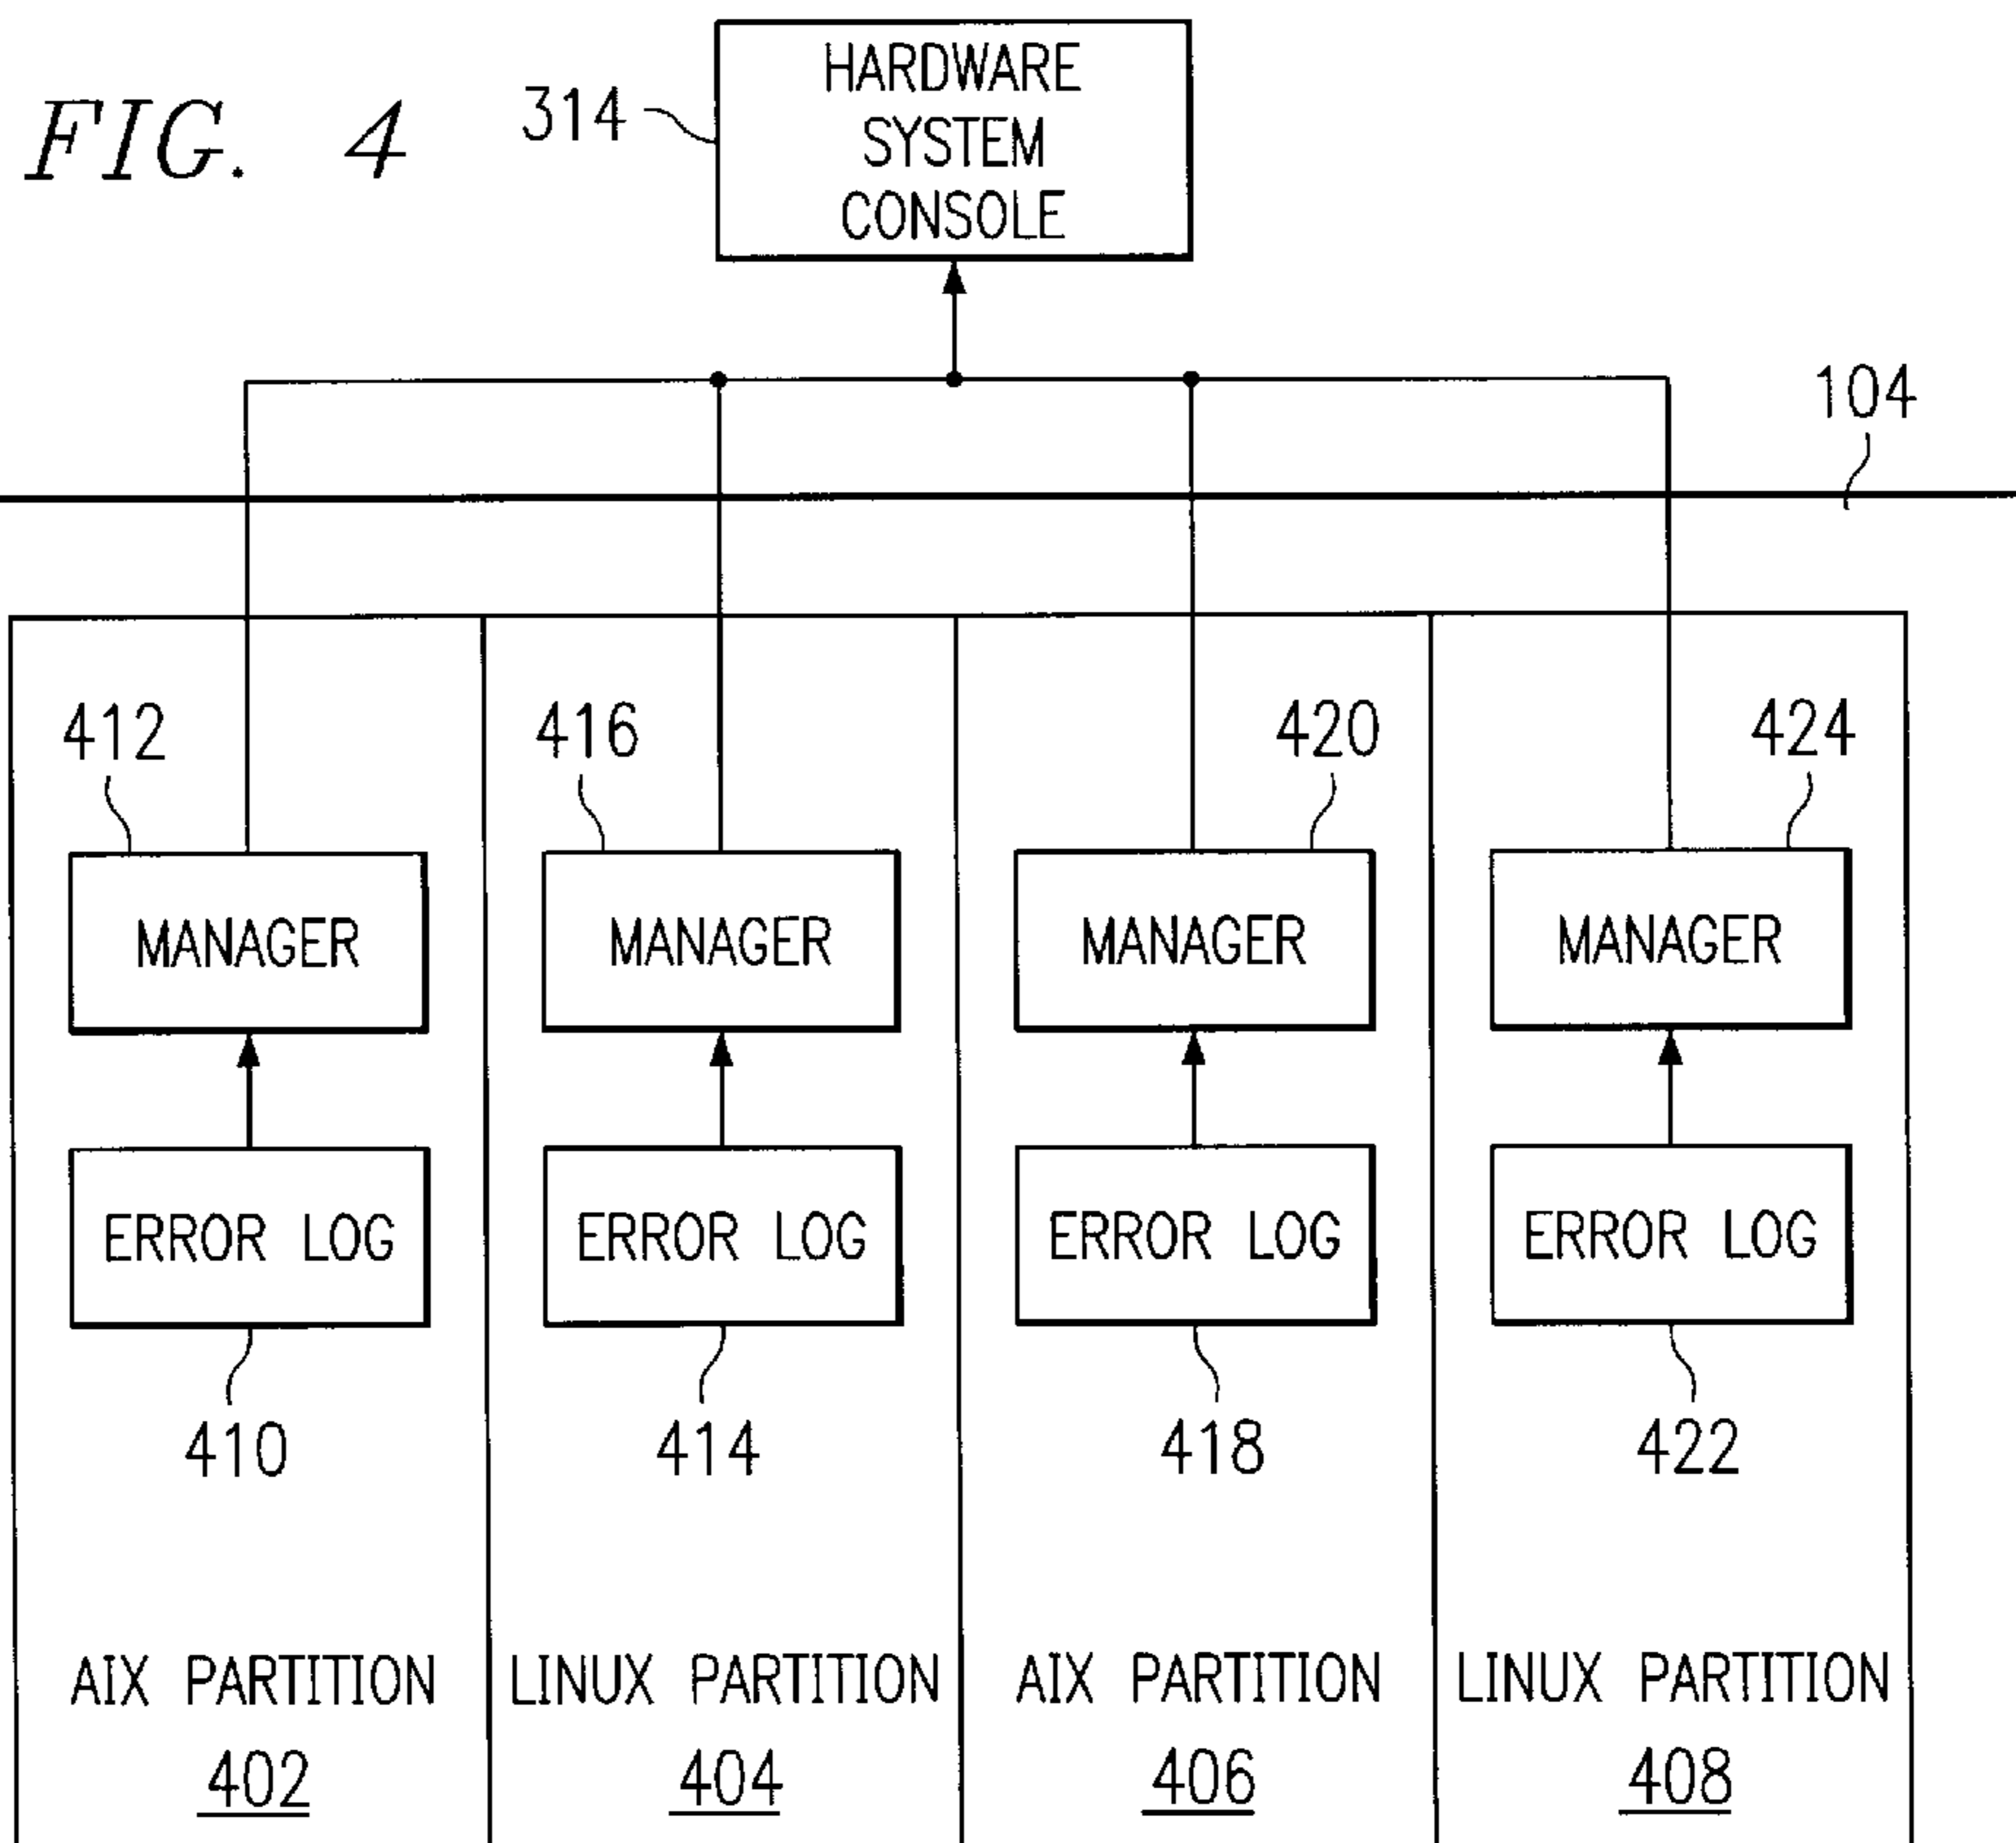 FIG. 4
314
HARDWARE
SYSTEM
CONSOLE
104
412
416
420
424
MANAGER
MANAGER
MANAGER
MANAGER
ERROR LOG
ERROR LOG
ERROR LOG
ERROR LOG
410
414
418
422
AIX PARTITION
LINUX PARTITION
AIX PARTITION
LINUX PARTITION
402
404
406
408